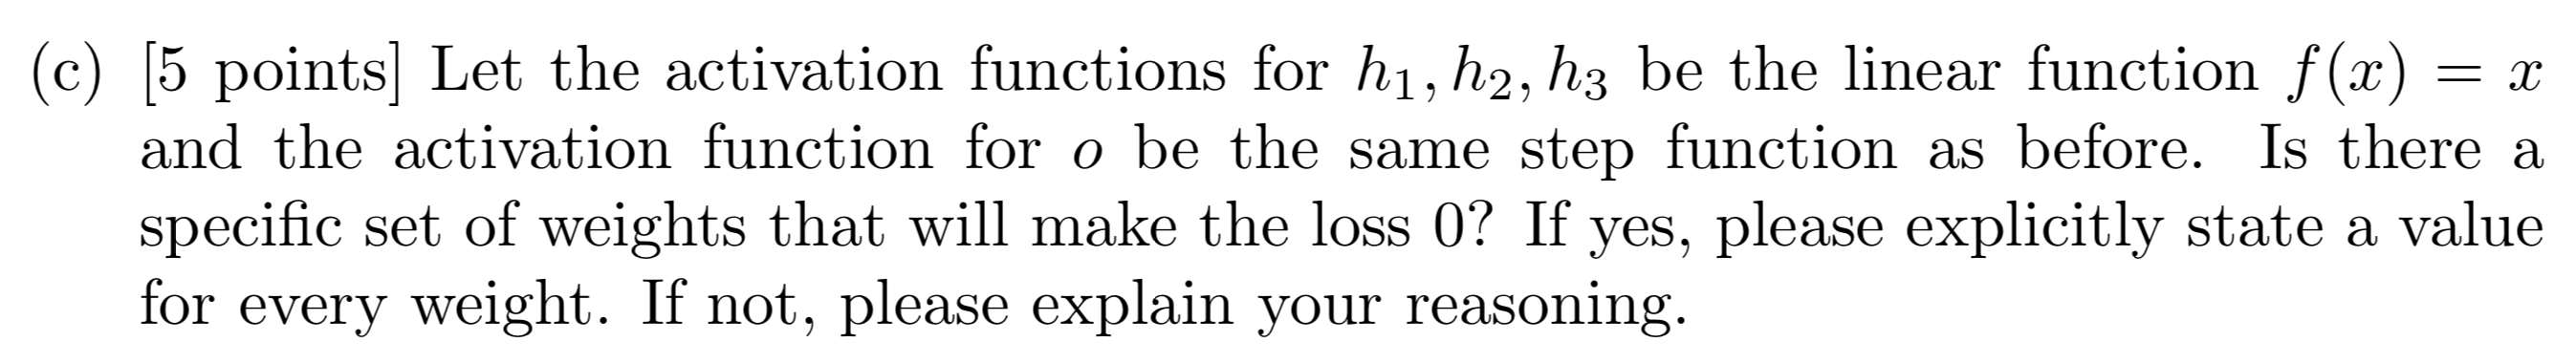 (c) [5 points] Let the activation functions for h₁, h₂, h₃ be the linear function f(x) = x
and the activation function for o be the same step function as before. Is there a
specific set of weights that will make the loss 0? If yes, please explicitly state a value
for every weight. If not, please explain your reasoning.